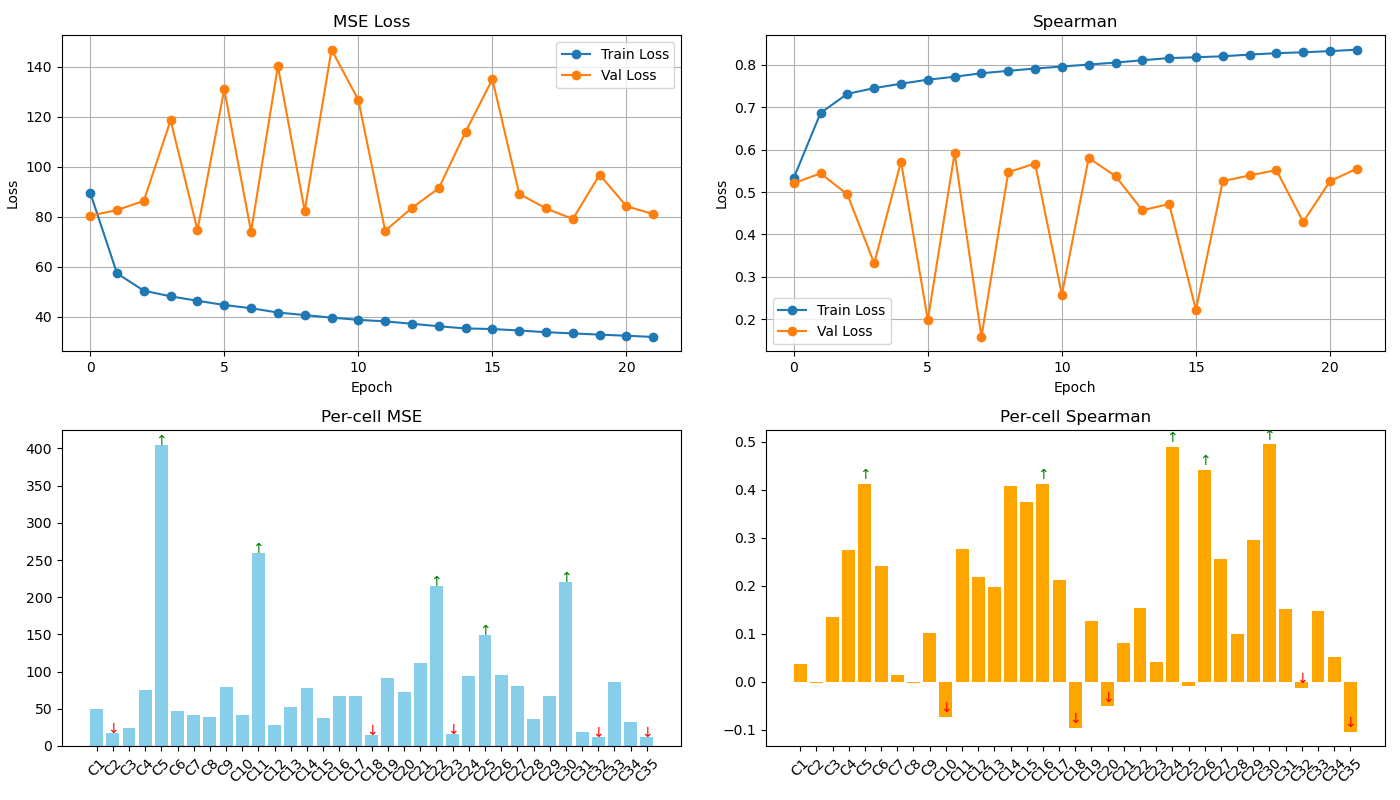 MSE Loss
Loss
140
120
100
80
60
40
Train Loss
Val Loss
0 5 10 15 20
Epoch
Spearman
Loss
0.8
0.7
0.6
0.5
0.4
0.3
0.2
Train Loss
Val Loss
0 5 10 15 20
Epoch
Per-cell MSE
400
350
300
250
200
150
100
50
0
↑ ↑ ↑ ↑ ↑
↓ ↓ ↓ ↓ ↓
C1 C2 C3 C4 C5 C6 C7 C8 C9 C10 C11 C12 C13 C14 C15 C16 C17 C18 C19 C20 C21 C22 C23 C24 C25 C26 C27 C28 C29 C30 C31 C32 C33 C34 C35
Per-cell Spearman
0.5
0.4
0.3
0.2
0.1
0.0
−0.1
↑ ↑ ↑ ↑ ↑
↓ ↓ ↓ ↓ ↓
C1 C2 C3 C4 C5 C6 C7 C8 C9 C10 C11 C12 C13 C14 C15 C16 C17 C18 C19 C20 C21 C22 C23 C24 C25 C26 C27 C28 C29 C30 C31 C32 C33 C34 C35